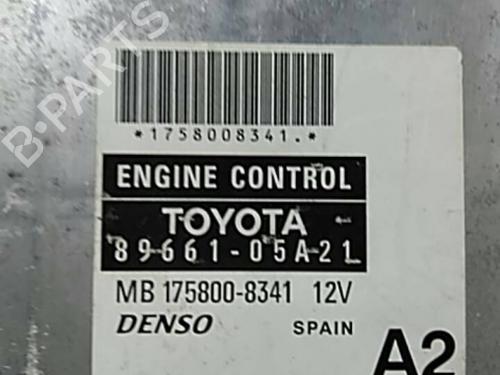 *1758008341.*
ENGINE CONTROL
TOYOTA
89661-05A21
MB 175800-8341 12V
DENSO SPAIN
A2
B-PARTS